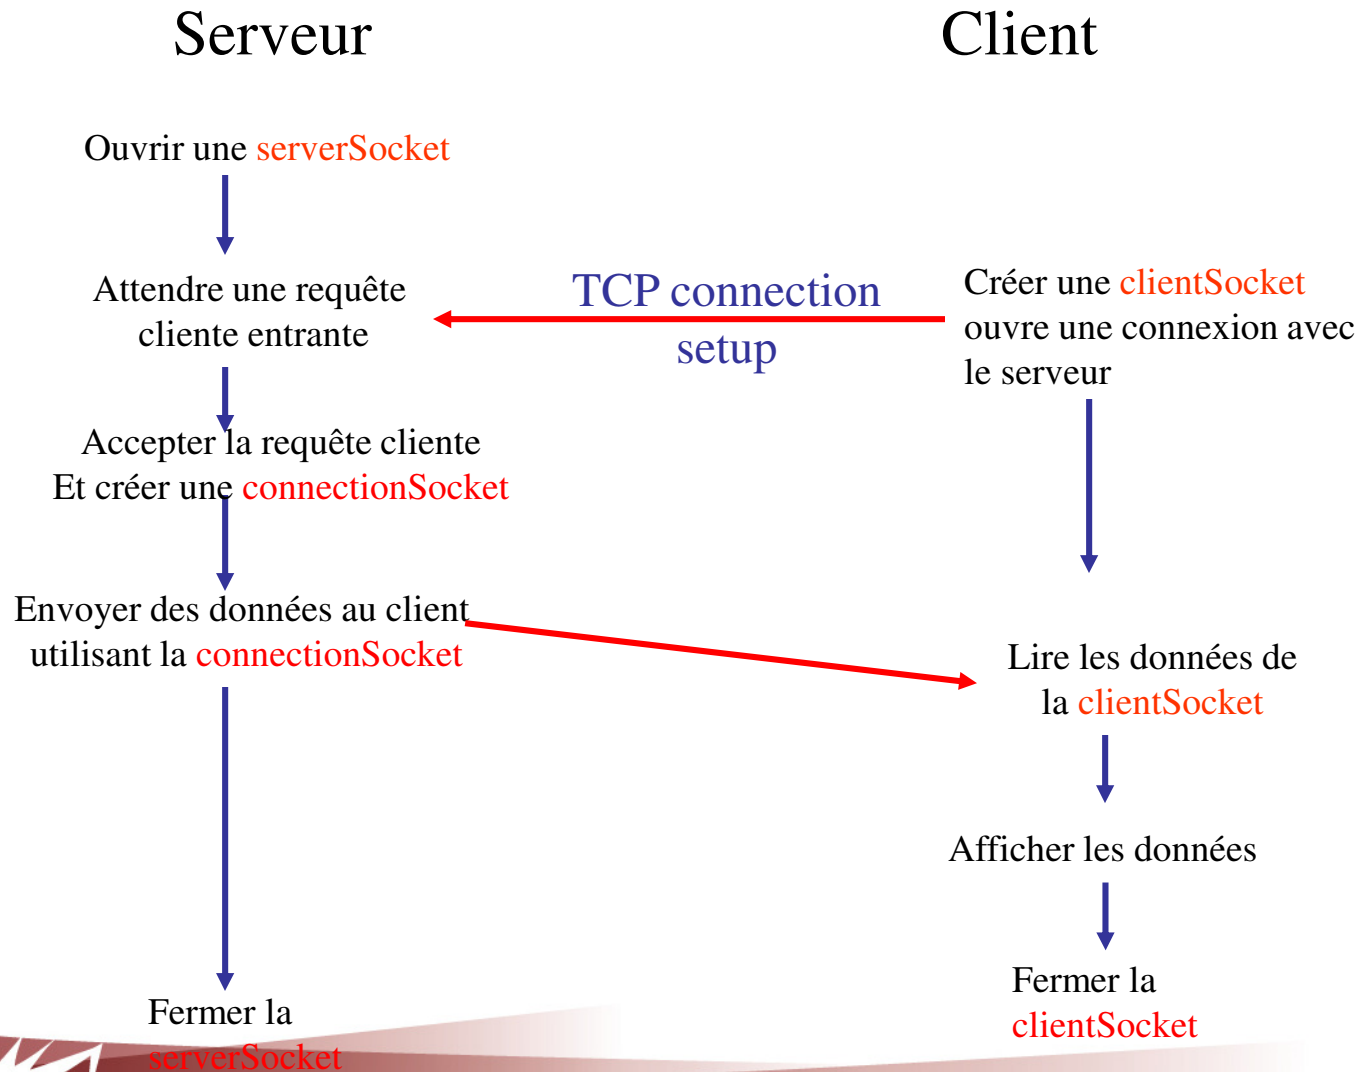 Serveur
Client
Ouvrir une serverSocket
Attendre une requête
cliente entrante
TCP connection
setup
Créer une clientSocket
ouvre une connexion avec
le serveur
Accepter la requête cliente
Et créer une connectionSocket
Envoyer des données au client
utilisant la connectionSocket
Lire les données de
la clientSocket
Afficher les données
Fermer la
clientSocket
Fermer la
serverSocket